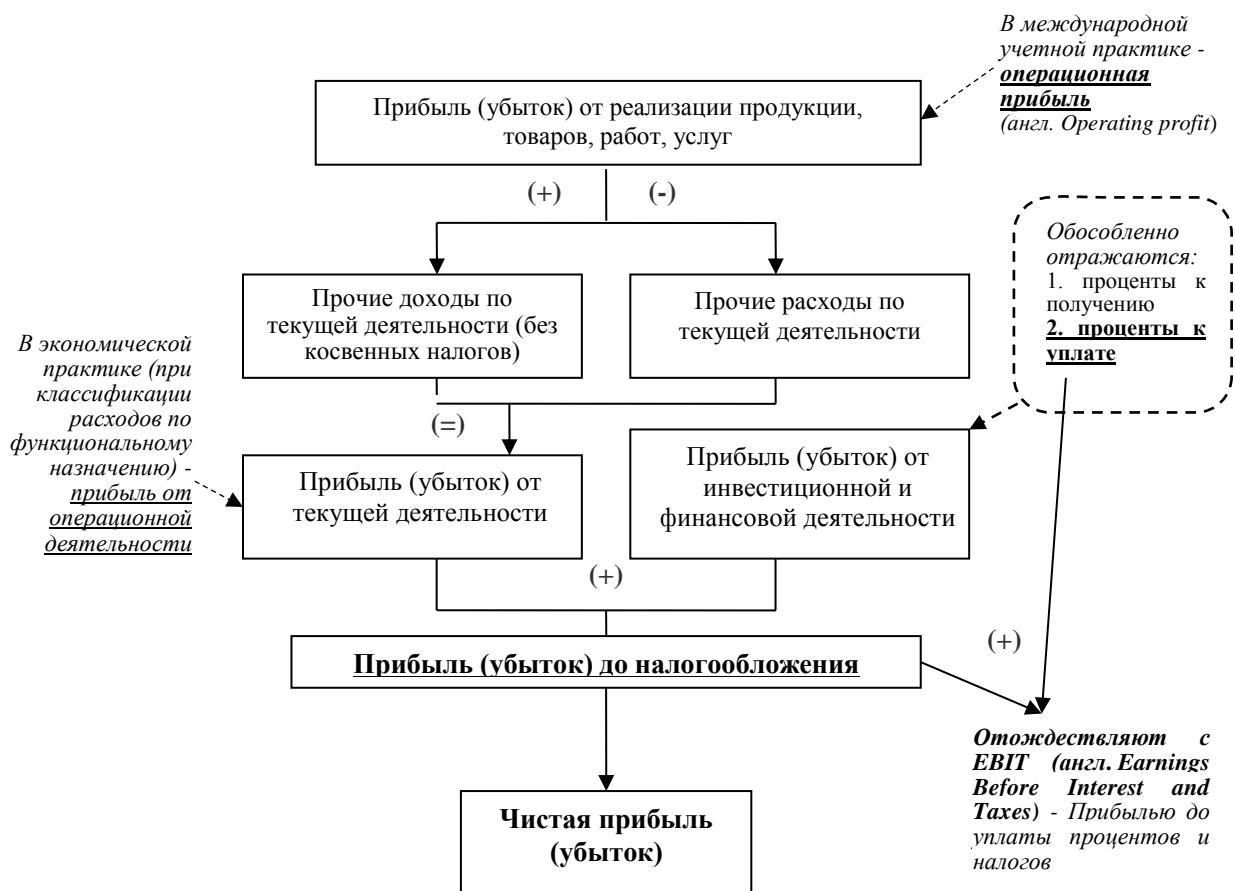 В международной
учетной практике -
операционная
прибыль
(англ. Operating profit)
Прибыль (убыток) от реализации продукции,
товаров, работ, услуг
(+)
(-)
Обособленно
отражаются:
1. проценты к
получению
2. проценты к
уплате
Прочие доходы по
текущей деятельности (без
косвенных налогов)
Прочие расходы по
текущей деятельности
В экономической
практике (при
классификации
расходов по
функциональному
назначению) -
прибыль от
операционной
деятельности
(=)
Прибыль (убыток) от
текущей деятельности
Прибыль (убыток) от
инвестиционной и
финансовой деятельности
(+)
Прибыль (убыток) до налогообложения
(+)
Отождествляют с
EBIT (англ. Earnings
Before Interest and
Taxes) - Прибылью до
уплаты процентов и
налогов
Чистая прибыль
(убыток)